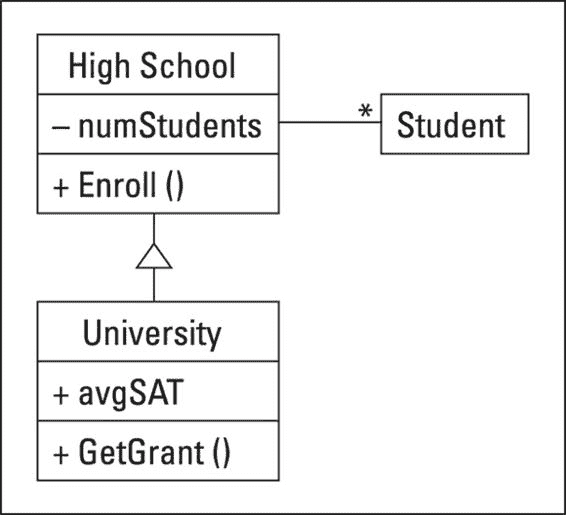 High School
– numStudents
+ Enroll ()
*
Student
University
+ avgSAT
+ GetGrant ()